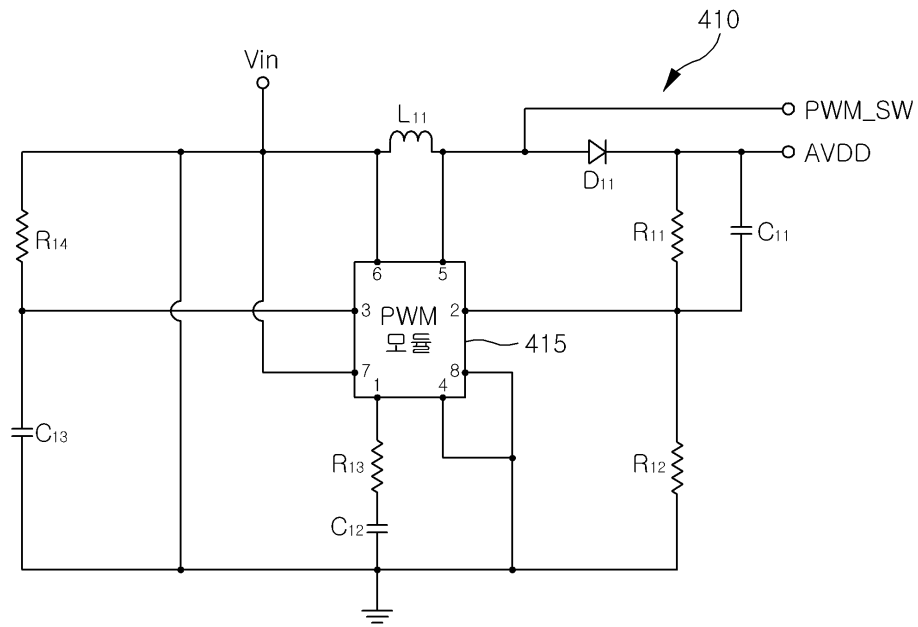 410
Vin
PWM_SW
L11
AVDD
D11
R14
R11
C11
6 5
3 PWM 2
모듈
415
7 8
1 4
C13
R13
R12
C12